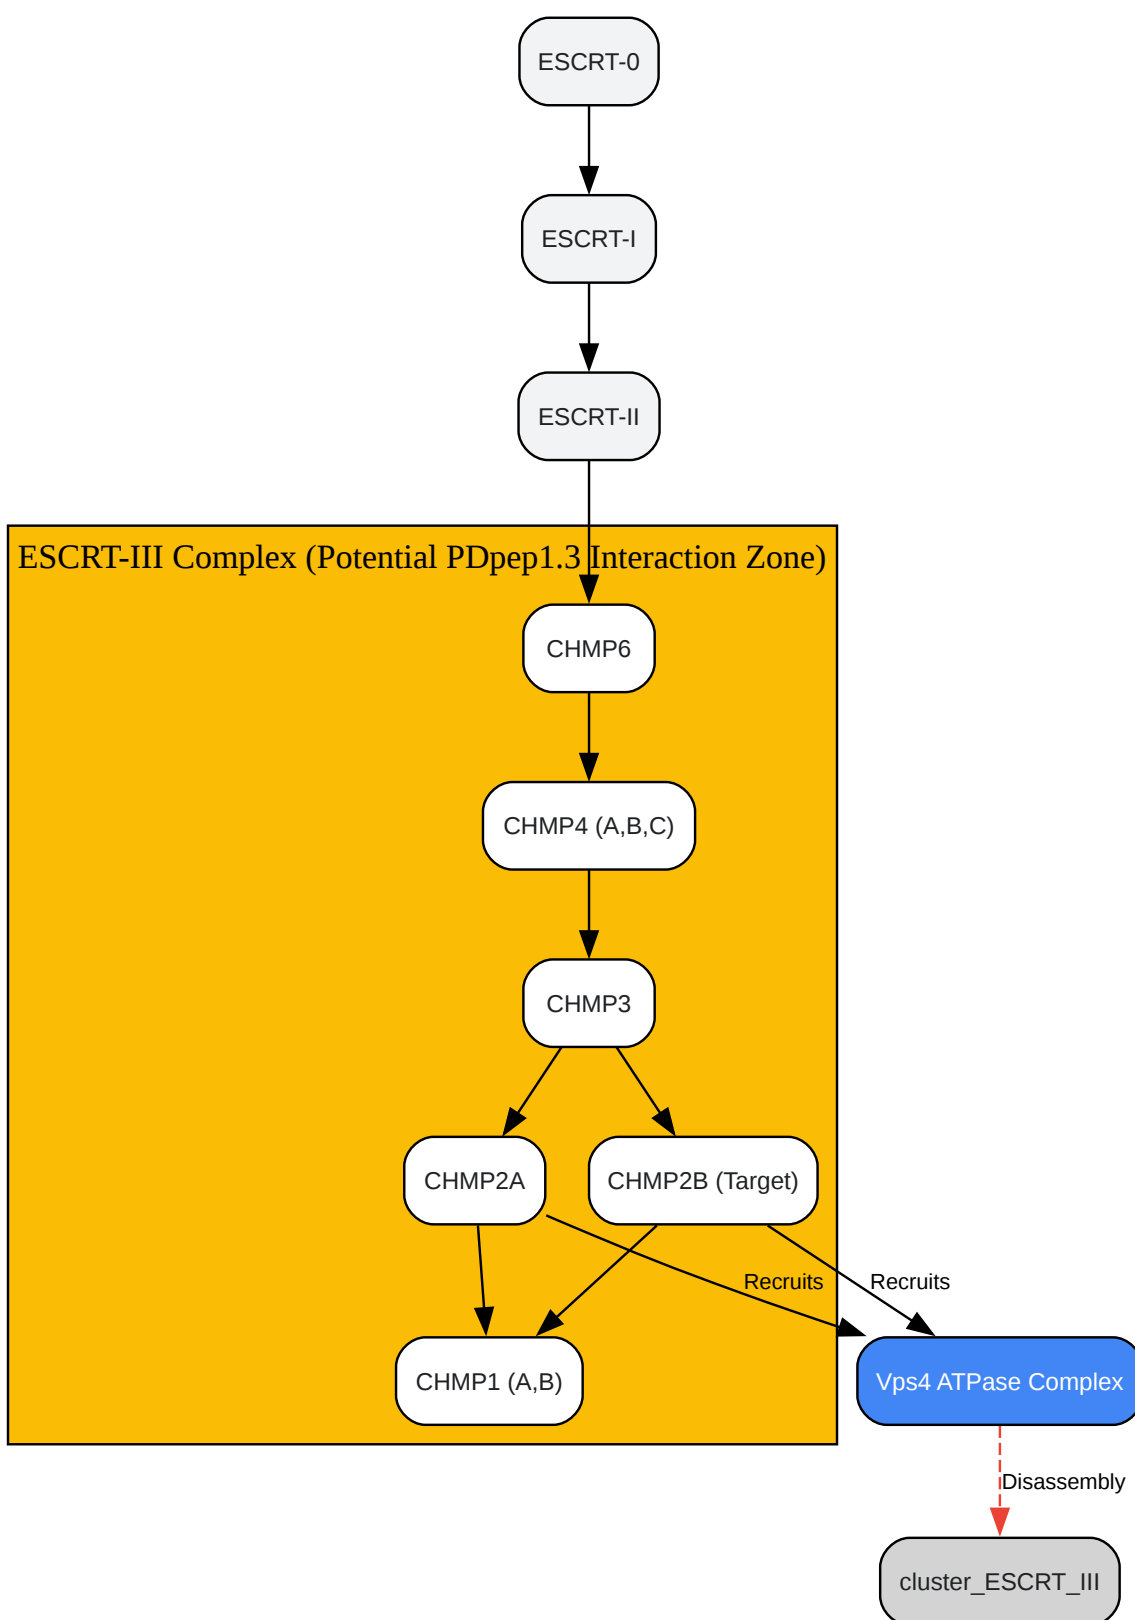 ESCRT-0
ESCRT-I
ESCRT-II
ESCRT-III Complex (Potential PDpep1.3 Interaction Zone)
CHMP6
CHMP4 (A,B,C)
CHMP3
CHMP2A
CHMP2B (Target)
Recruits
Recruits
CHMP1 (A,B)
Vps4 ATPase Complex
Disassembly
cluster_ESCRT_III